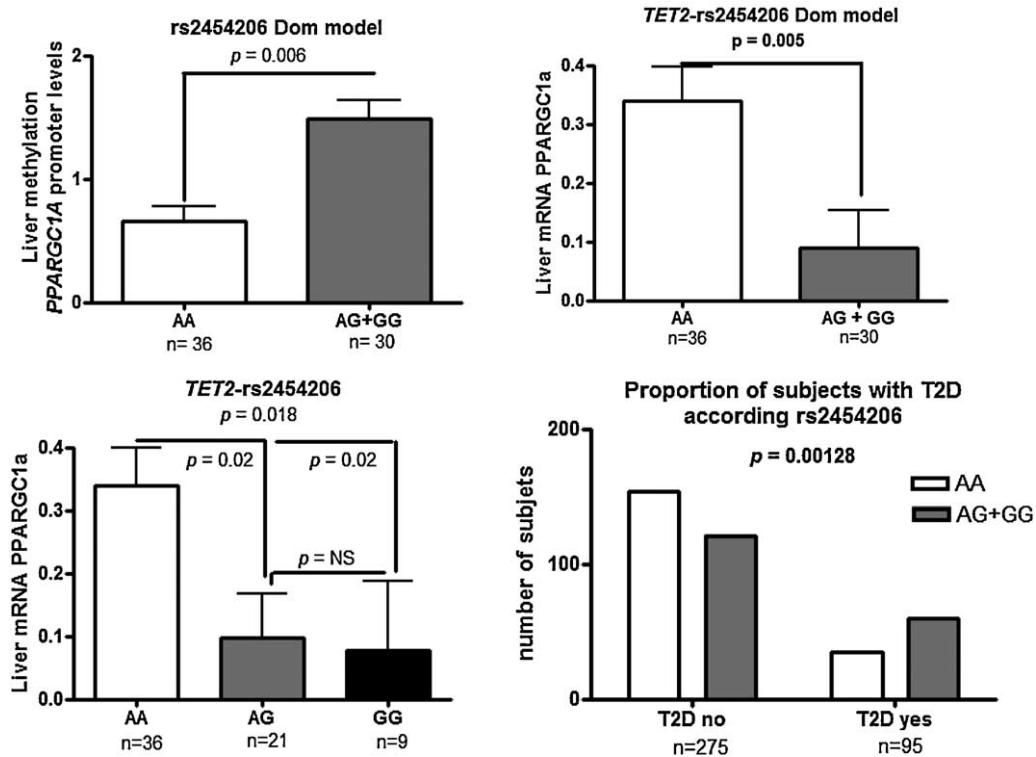 rs2454206 Dom model
p = 0.006
2
1
0
Liver methylation
PPARGC1A promoter levels
AA
AG+GG
n= 36
n= 30
TET2-rs2454206 Dom model
p = 0.005
0.4
0.3
0.2
0.1
0.0
Liver mRNA PPARGC1a
AA
AG + GG
n=36
n=30
TET2-rs2454206
p = 0.018
p = 0.02
p = 0.02
p = NS
0.4
0.3
0.2
0.1
0.0
Liver mRNA PPARGC1a
AA
AG
GG
n=36
n=21
n=9
Proportion of subjects with T2D
according rs2454206
p = 0.00128
200
100
0
number of subjets
AA
AG+GG
T2D no
T2D yes
n=275
n=95